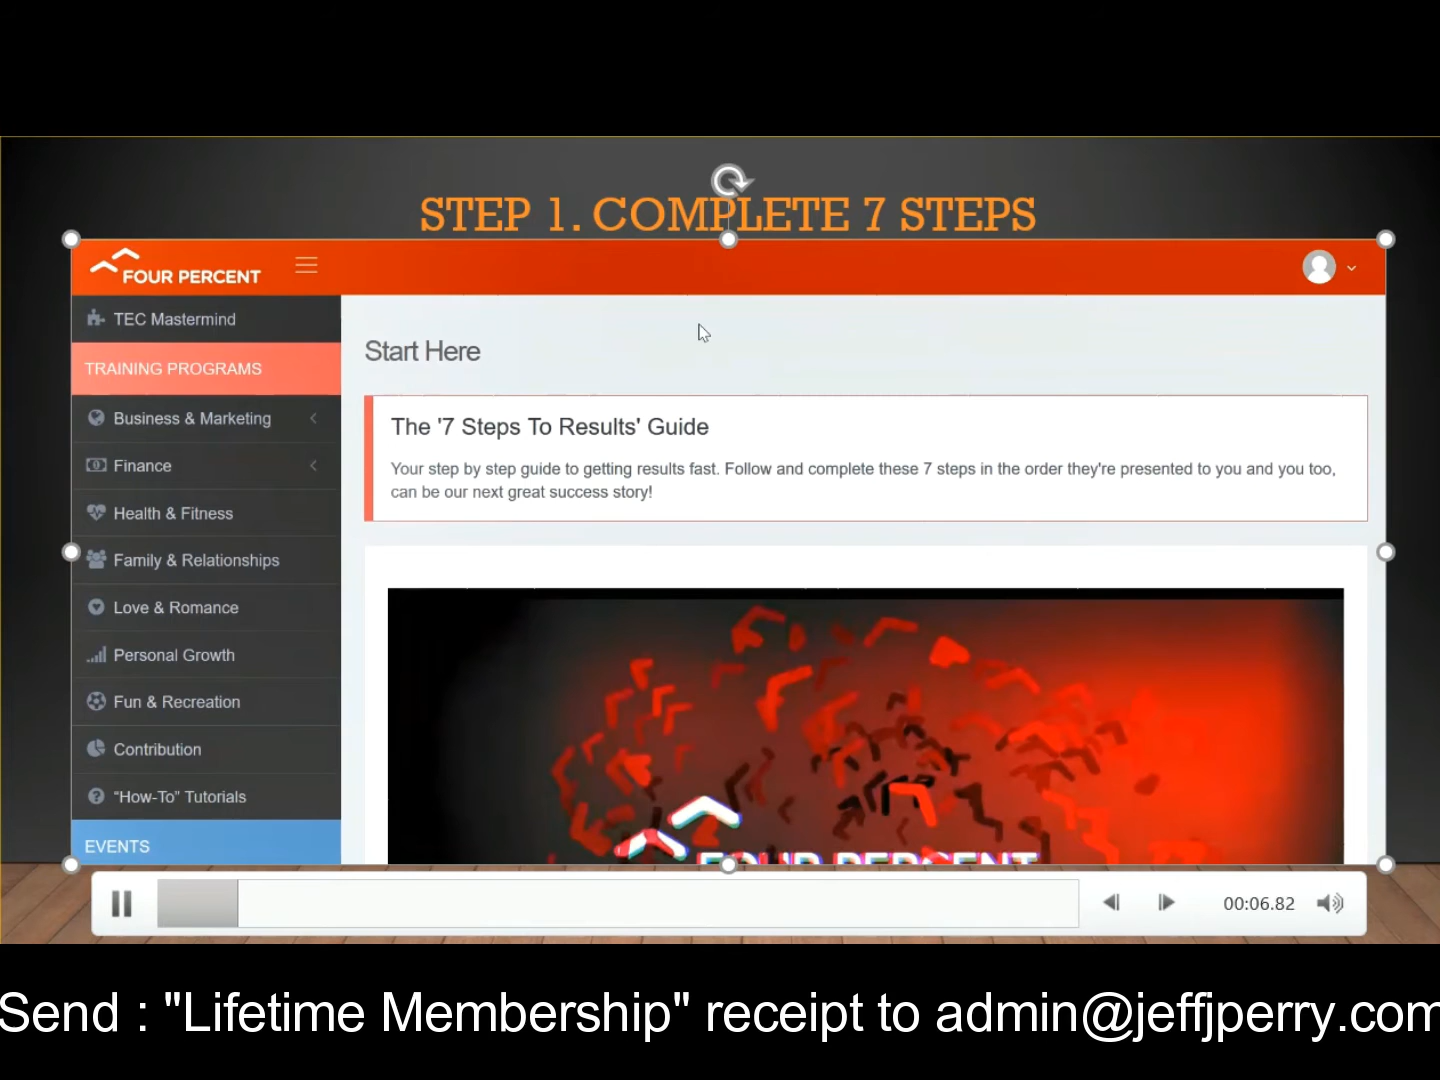 STEP 1. COMPLETE 7 STEPS
FOUR PERCENT
TEC Mastermind
TRAINING PROGRAMS
Business & Marketing
Finance
Health & Fitness
Family & Relationships
Love & Romance
Personal Growth
Fun & Recreation
Contribution
“How-To” Tutorials
EVENTS
Start Here
The '7 Steps To Results' Guide
Your step by step guide to getting results fast. Follow and complete these 7 steps in the order they're presented to you and you too,
can be our next great success story!
FOUR PERCENT
00:06.82
Send : "Lifetime Membership" receipt to admin@jeffjperry.com